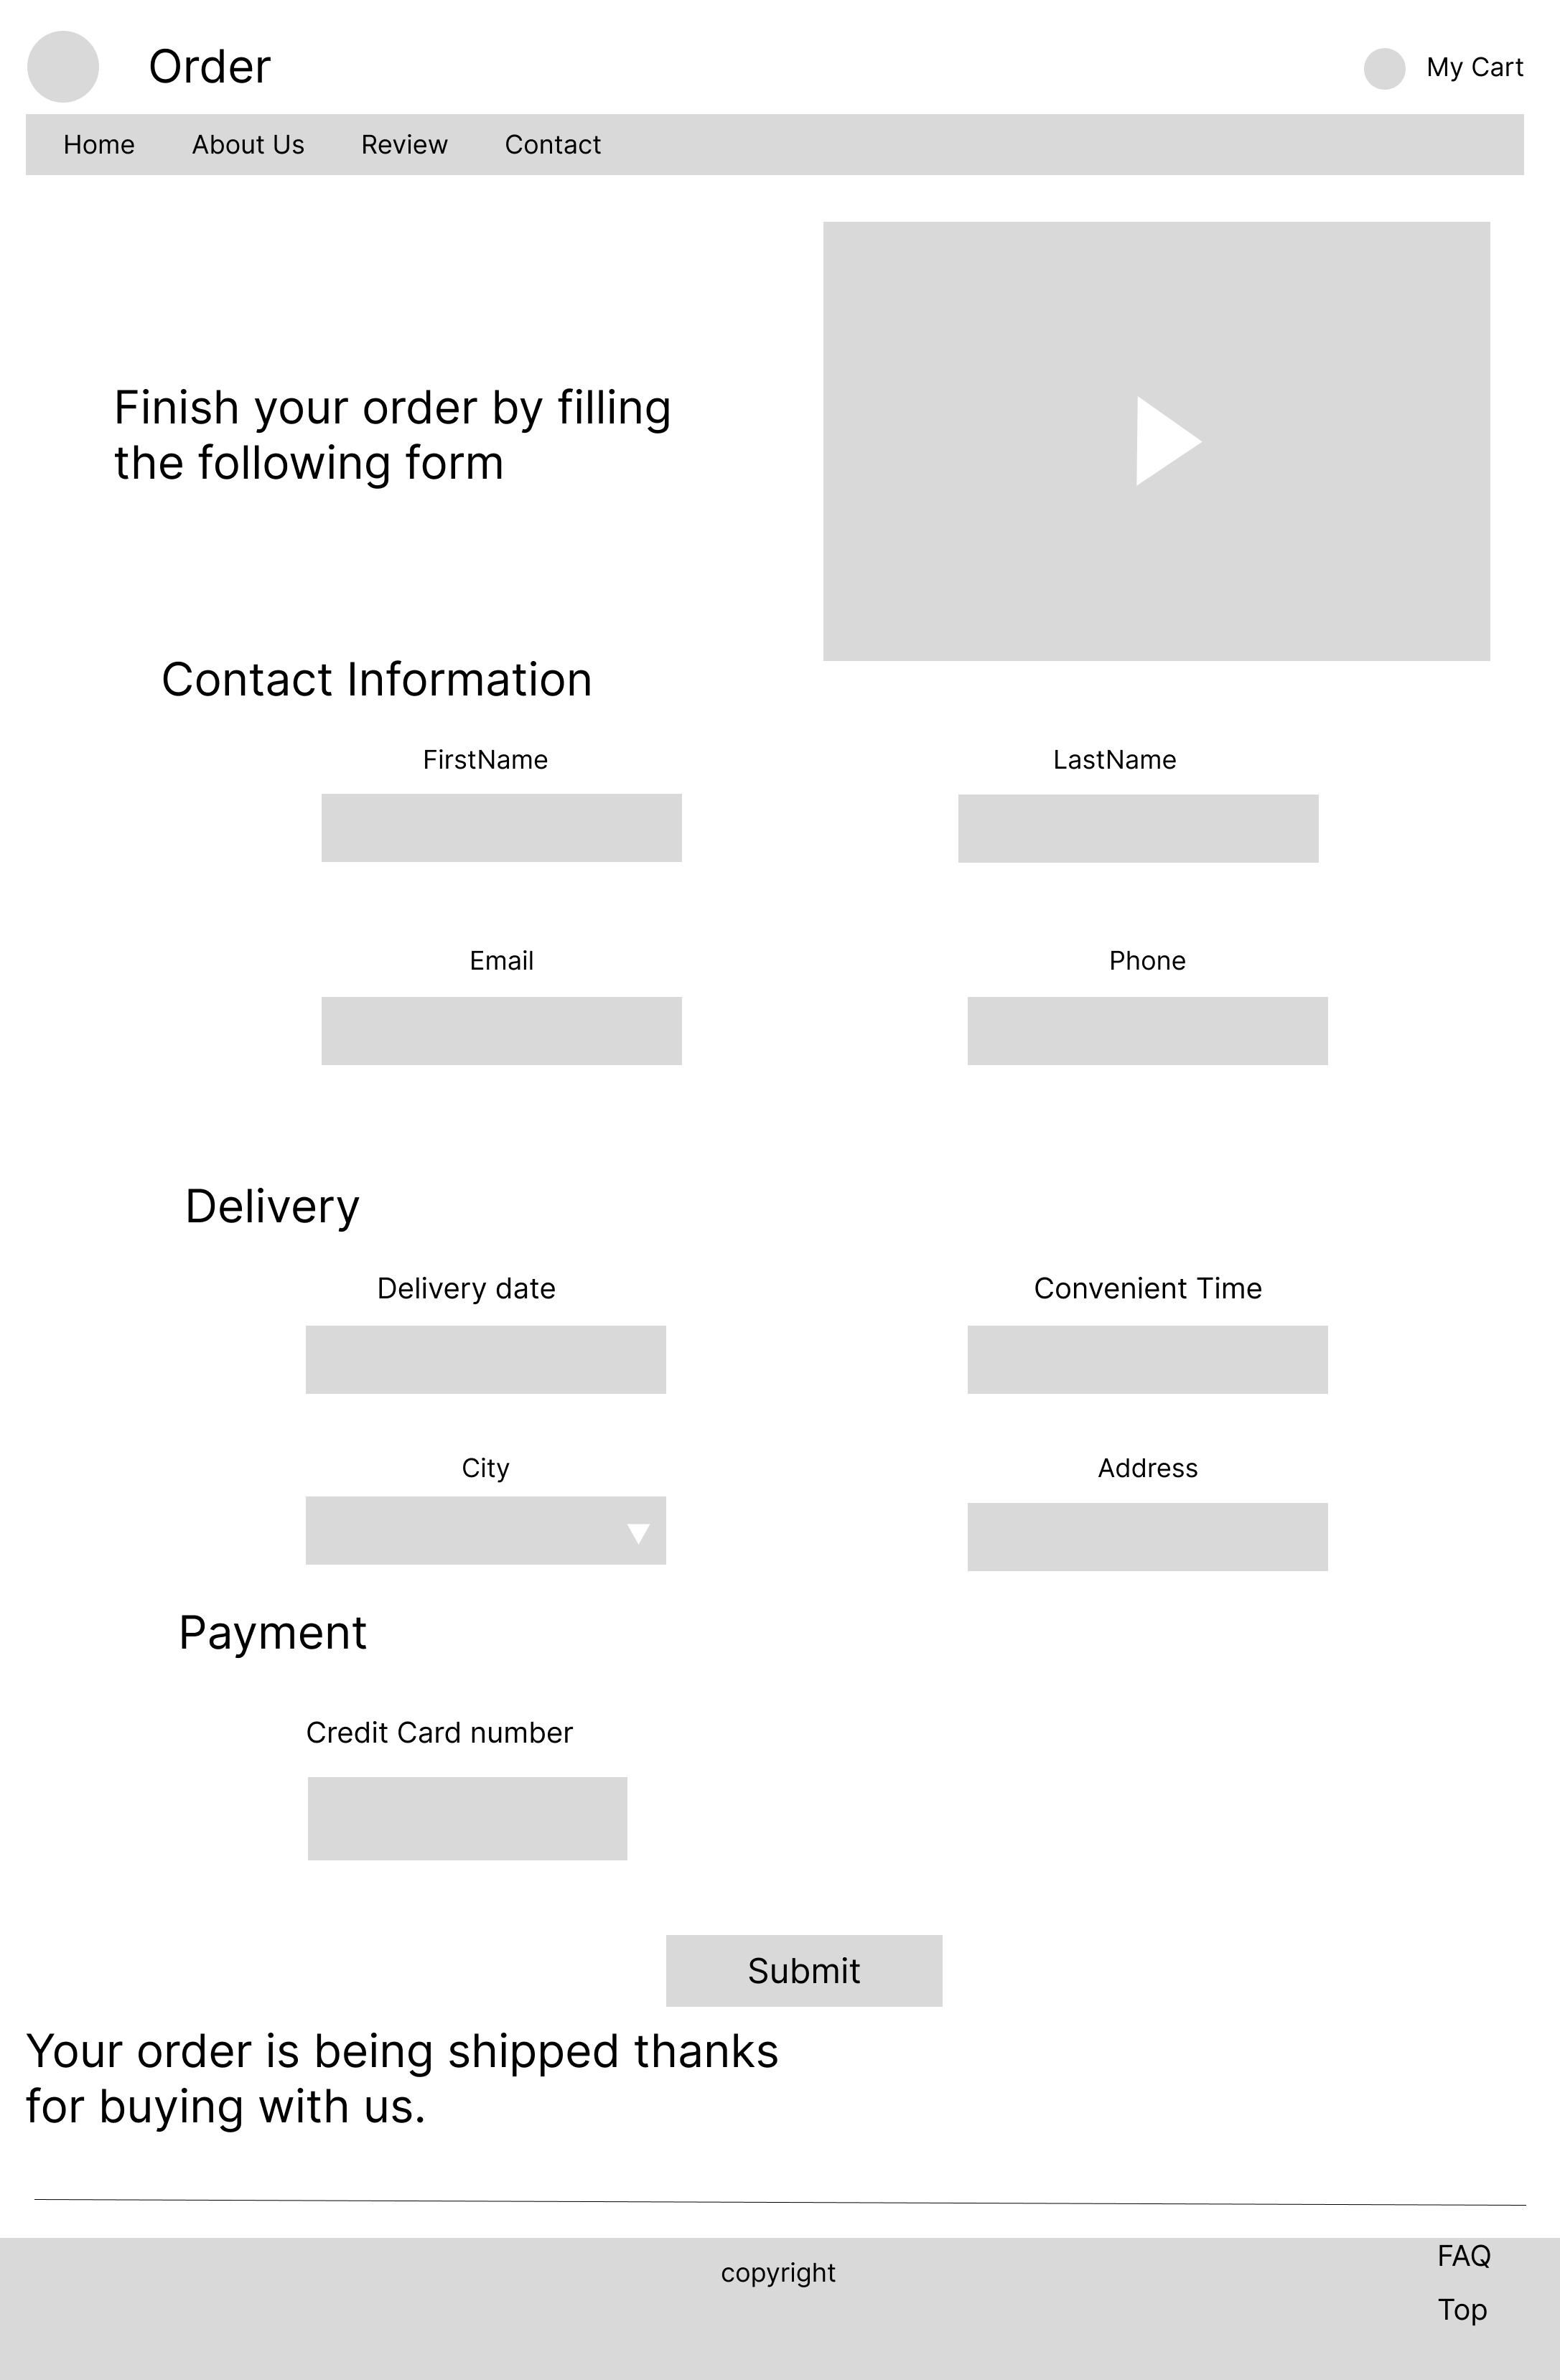 Order
My Cart
Home
About Us
Review
Contact
Finish your order by filling
the following form
Contact Information
FirstName
LastName
Email
Phone
Delivery
Delivery date
Convenient Time
City
Address
Payment
Credit Card number
Submit
Your order is being shipped thanks
for buying with us.
copyright
FAQ
Top